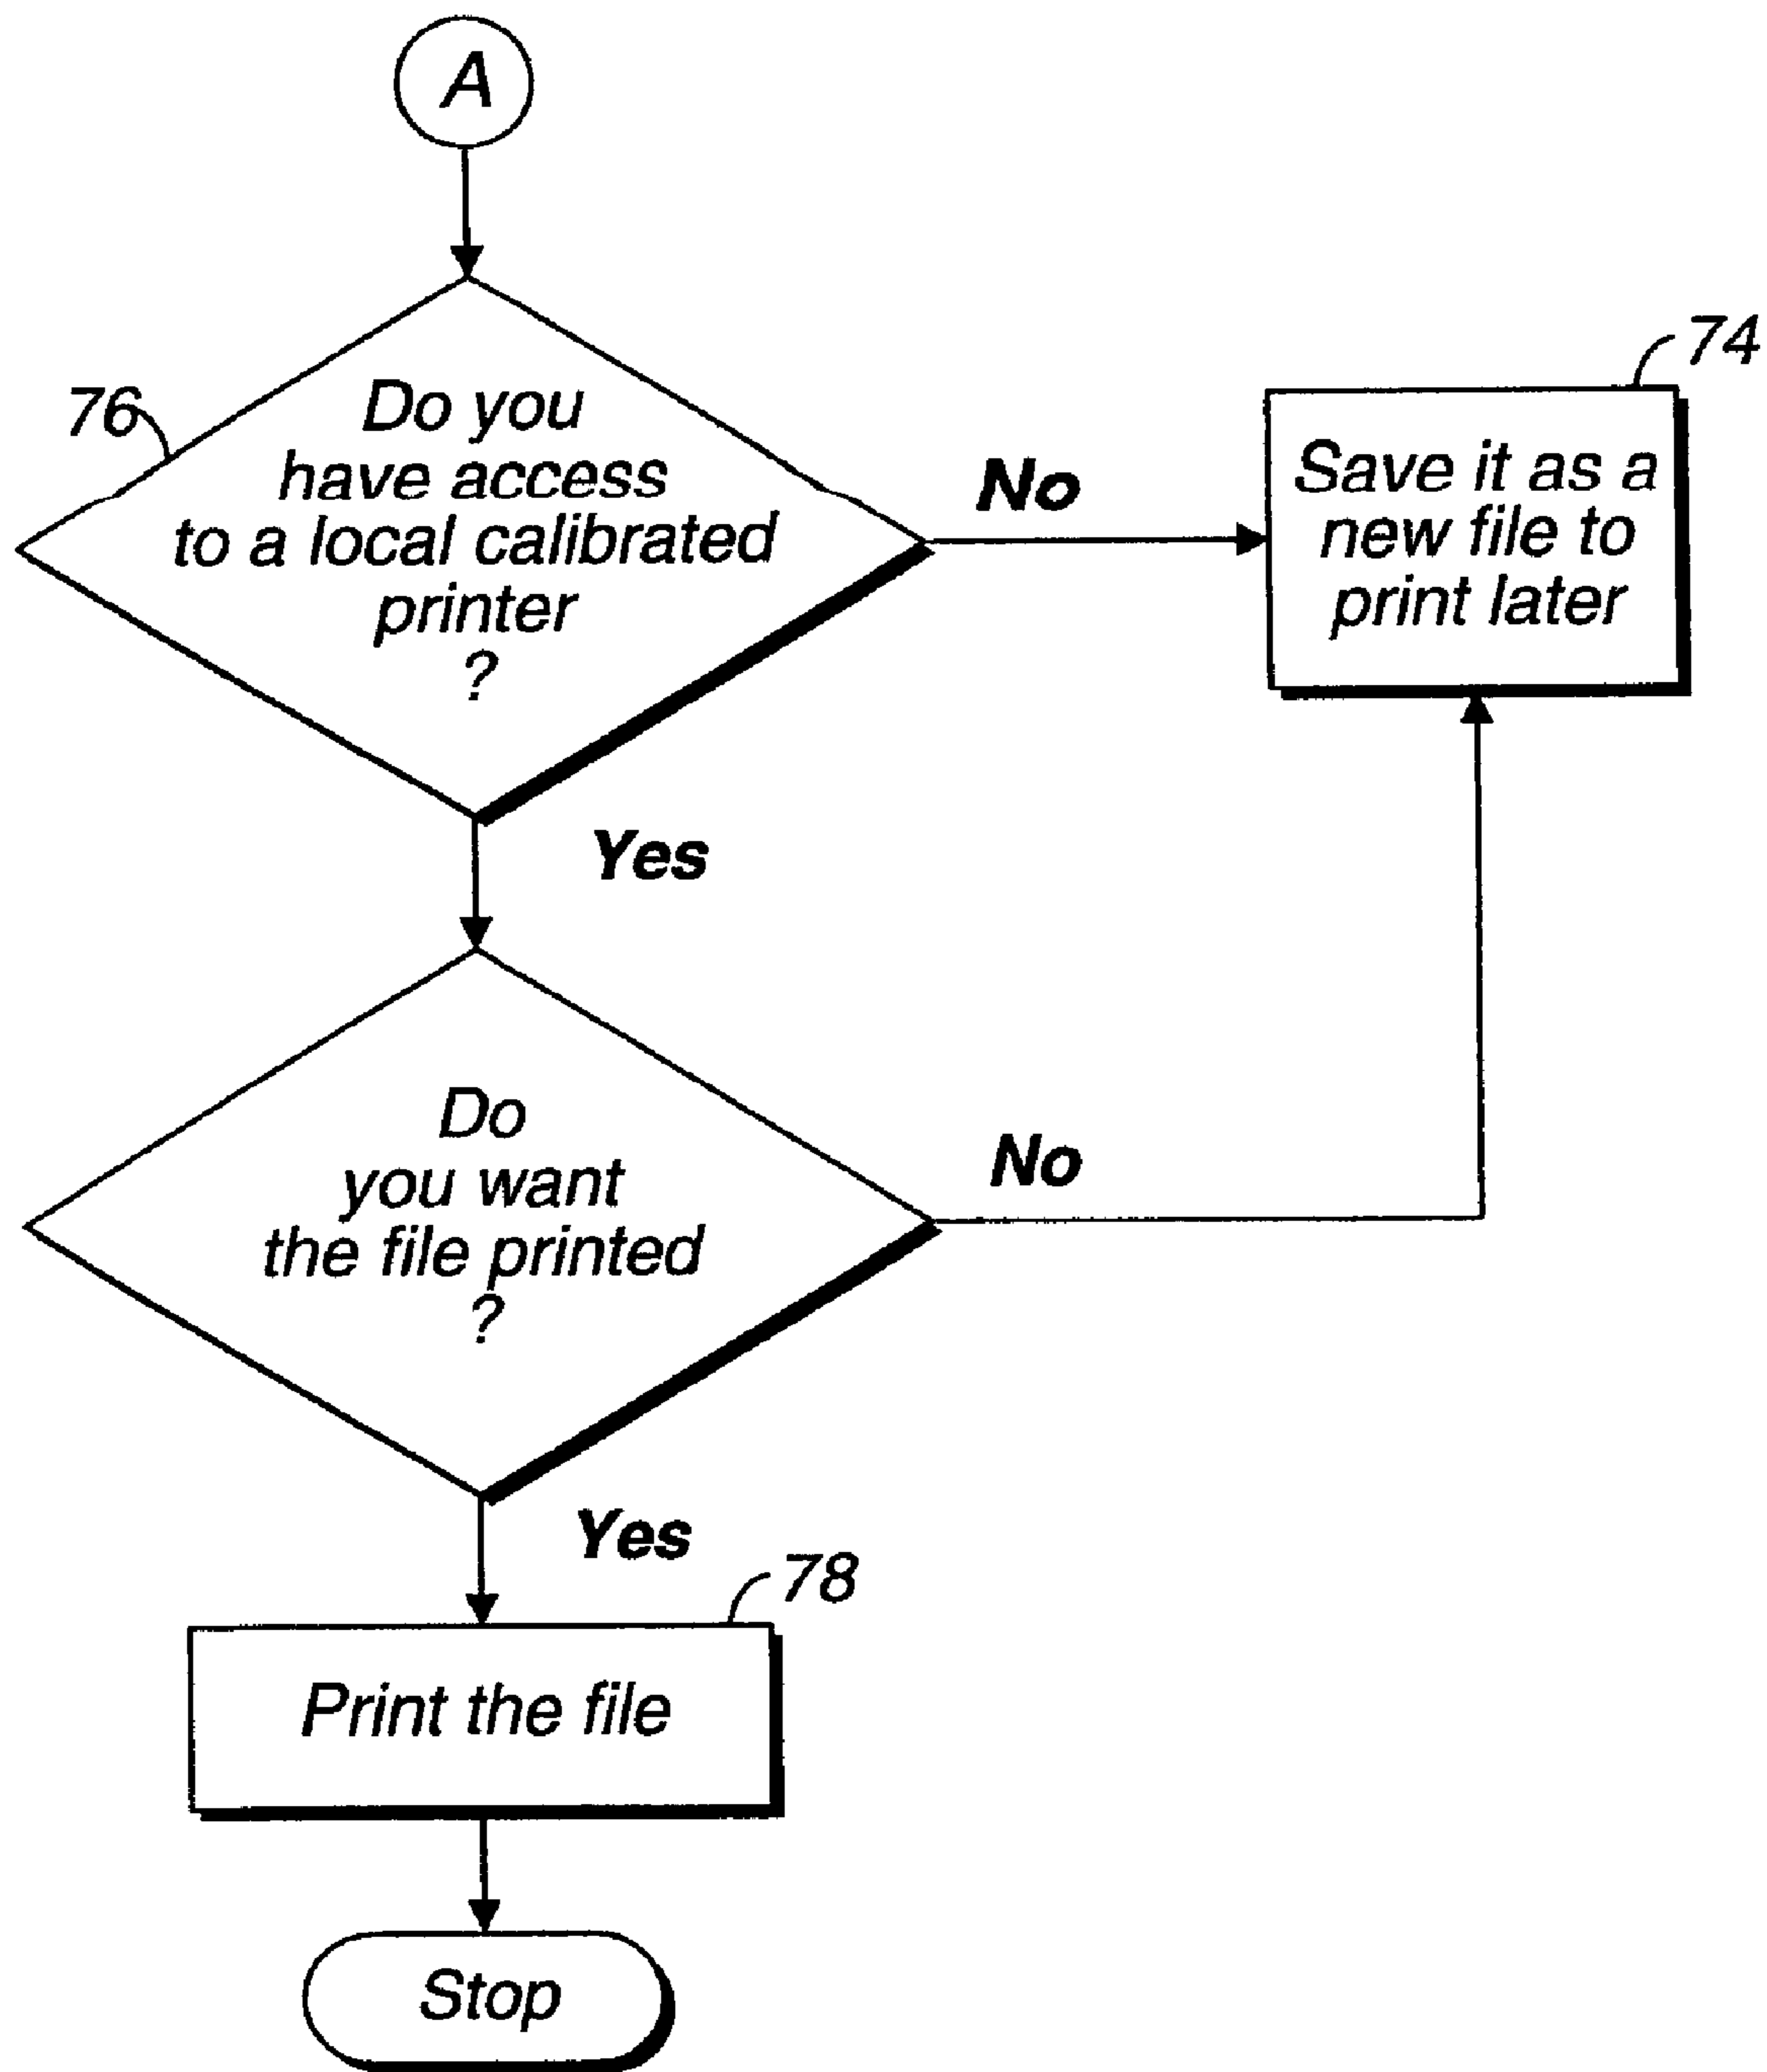 A
76
Do you
have access
to a local calibrated
printer
?
No
74
Save it as a
new file to
print later
Yes
Do
you want
the file printed
?
No
Yes
78
Print the file
Stop